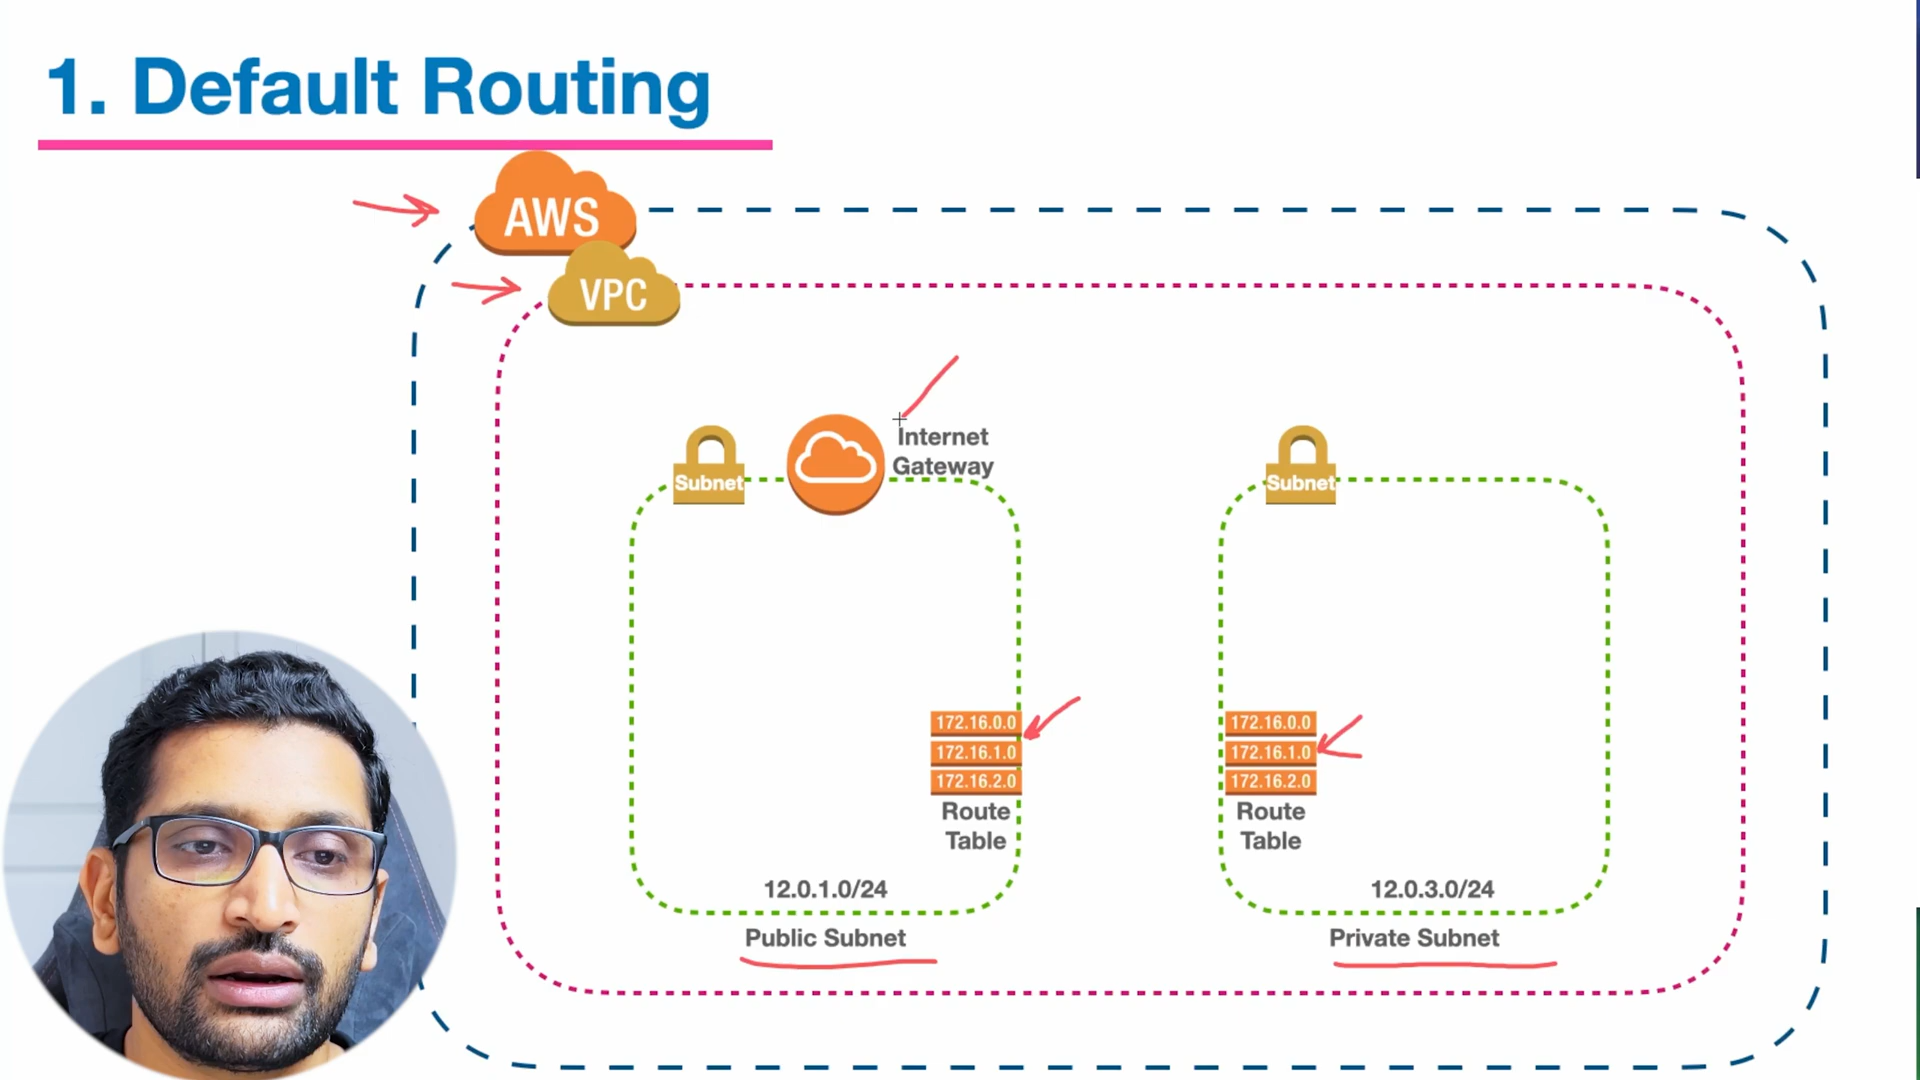 1. Default Routing
AWS
VPC
Internet
Gateway
Subnet
Subnet
172.16.0.0
172.16.1.0
172.16.2.0
Route
Table
172.16.0.0
172.16.1.0
172.16.2.0
Route
Table
12.0.1.0/24
12.0.3.0/24
Public Subnet
Private Subnet